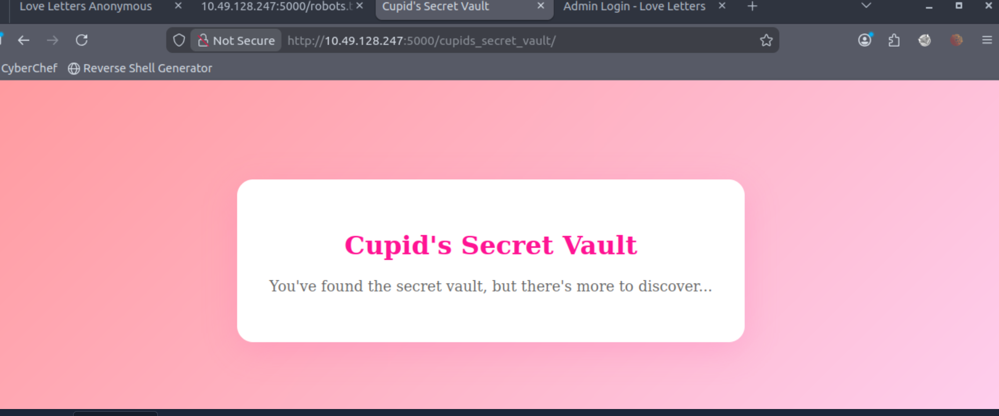 Love Letters Anonymous
10.49.128.247:5000/robots.t
Cupid's Secret Vault
Admin Login - Love Letters
Not Secure
http://10.49.128.247:5000/cupids_secret_vault/
CyberChef
Reverse Shell Generator
Cupid's Secret Vault
You've found the secret vault, but there's more to discover...